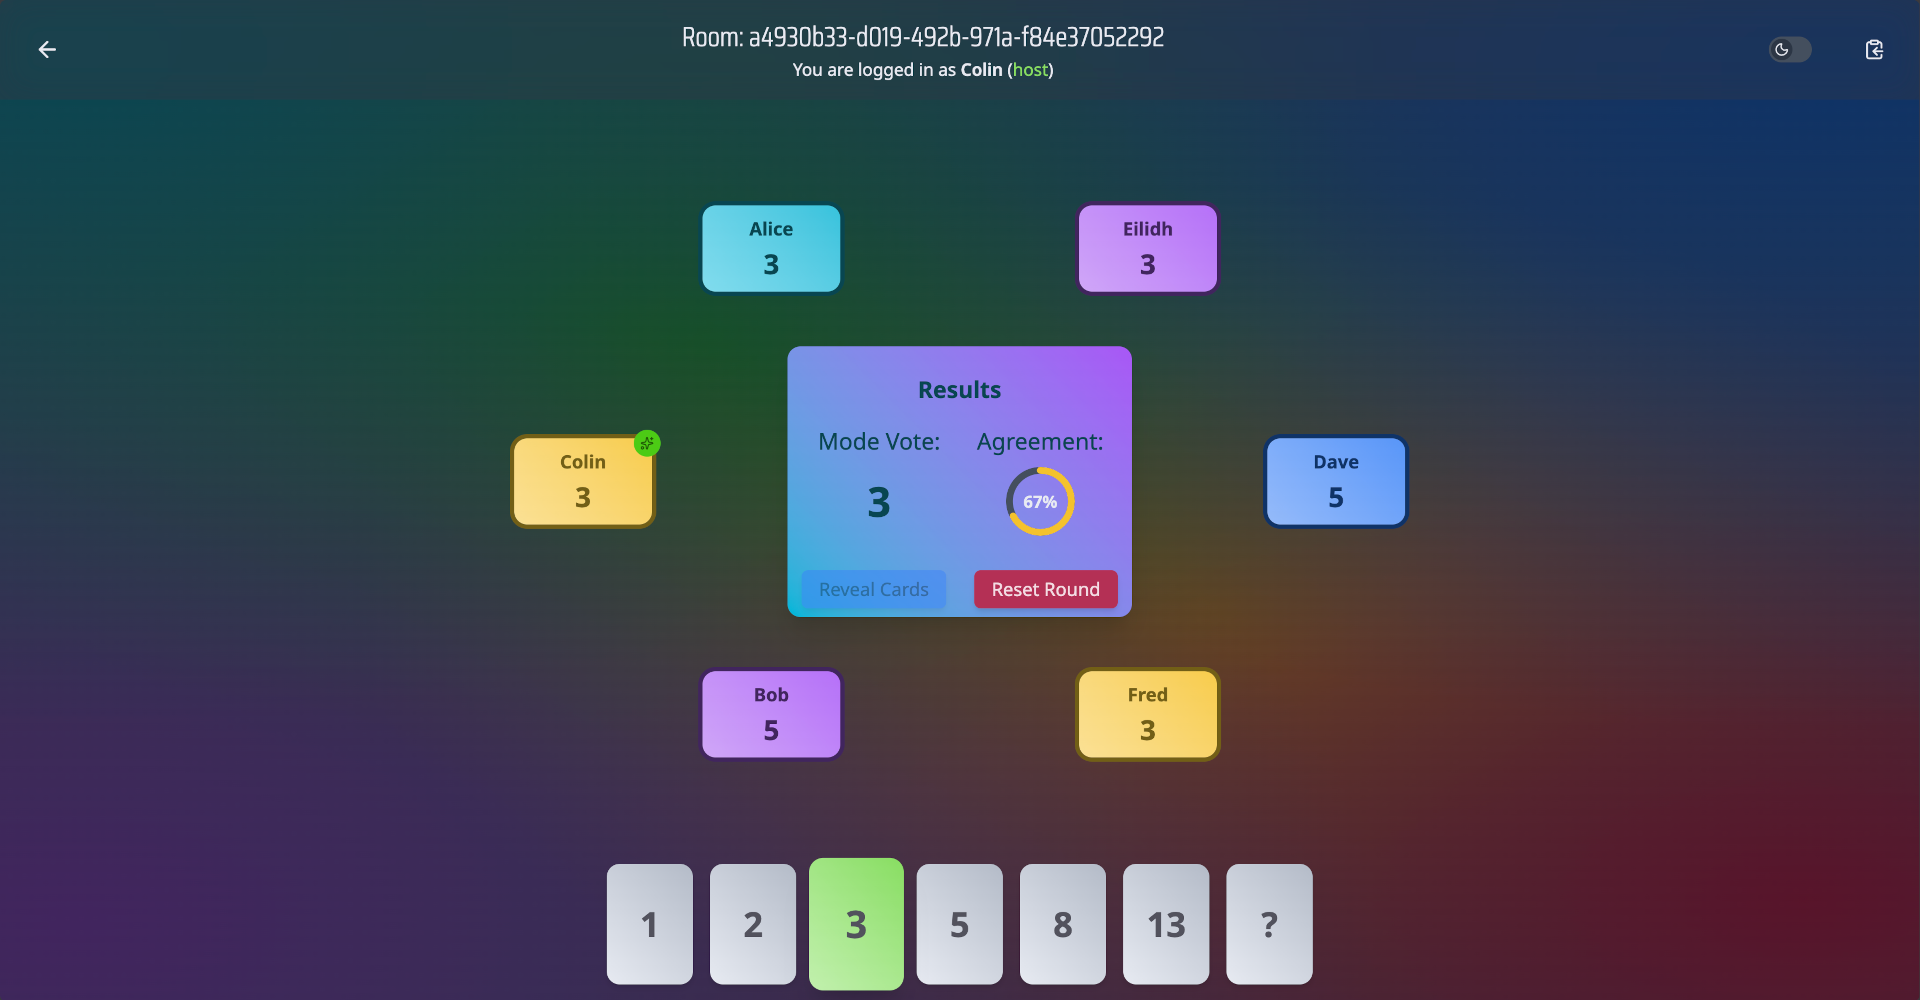 Room: a4930b33-d019-492b-971a-f84e37052292
You are logged in as Colin (host)
Alice
3
Eilidh
3
Results
Mode Vote:
3
Agreement:
67%
Reveal Cards
Reset Round
Colin
3
Dave
5
Bob
5
Fred
3
1
2
3
5
8
13
?